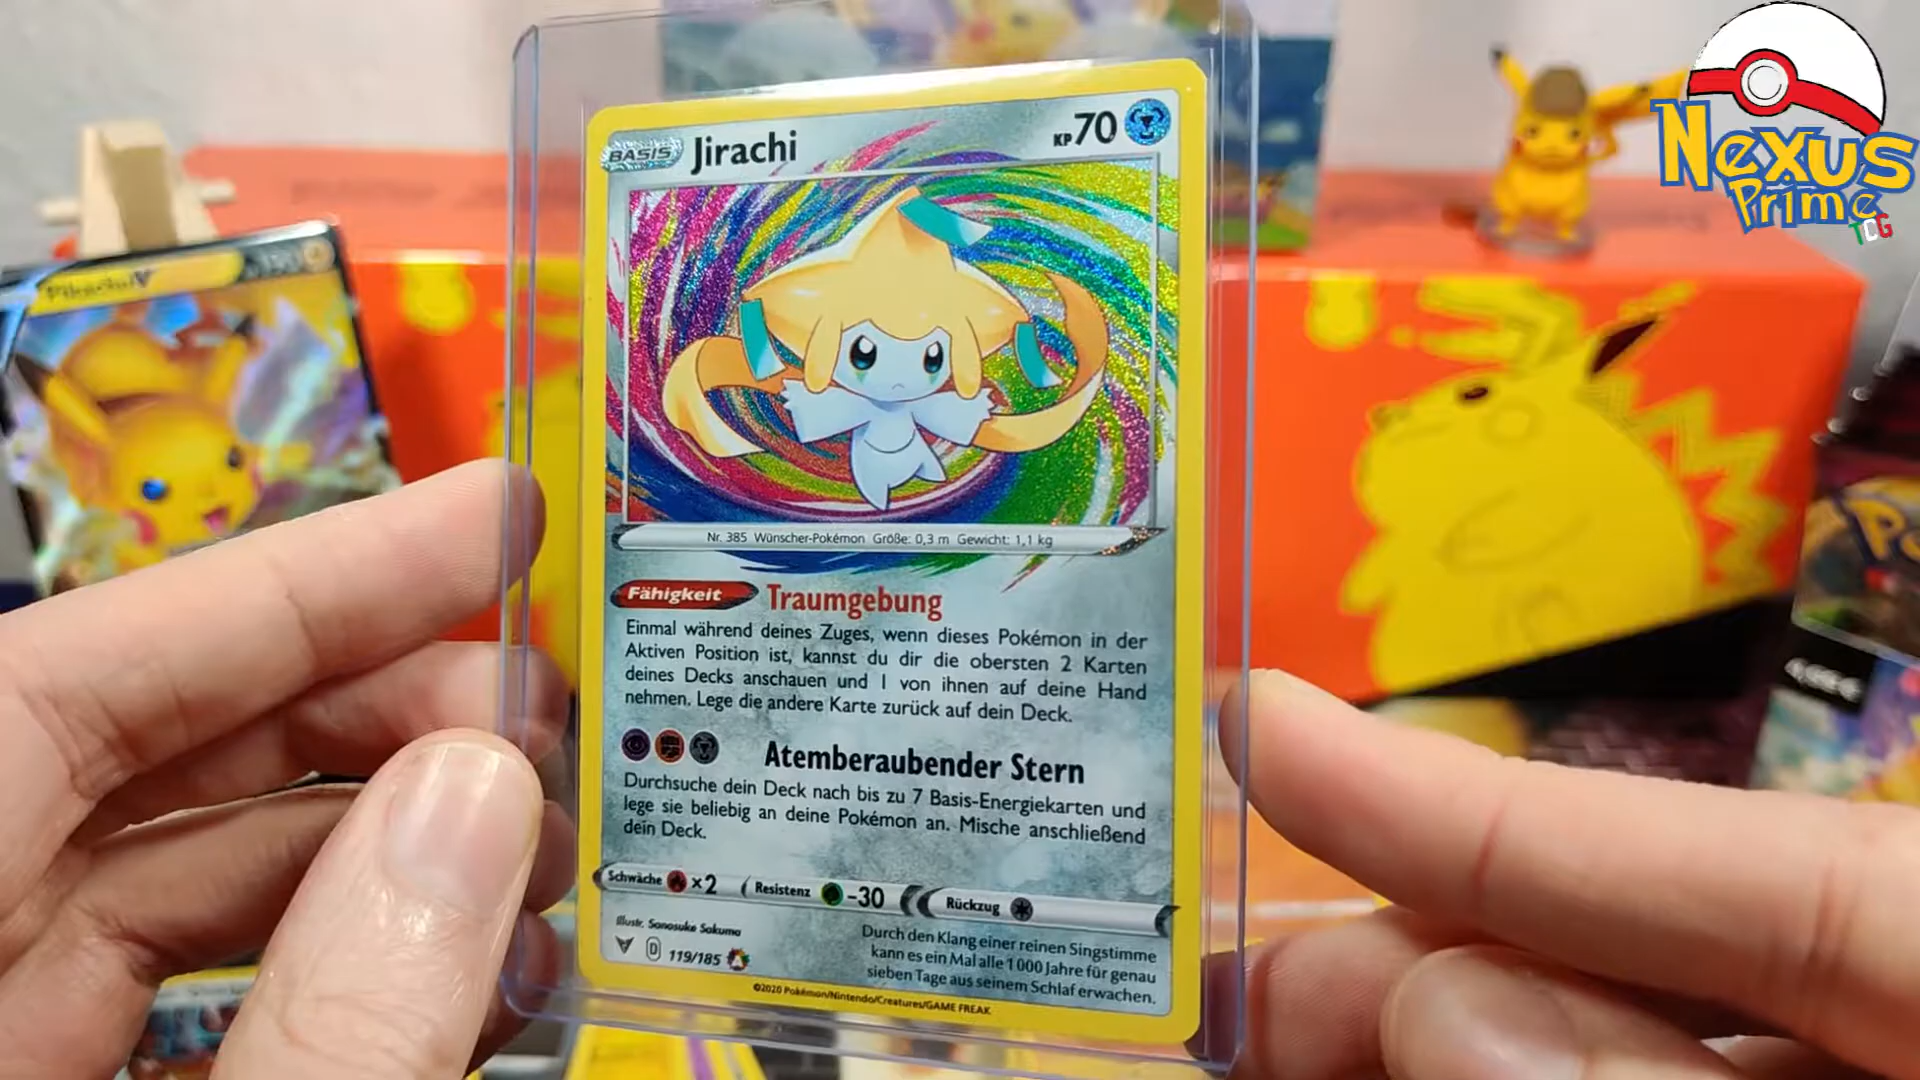 Nexus
Prime
TCG
BASIS
Jirachi
KP 70
PikachuV
Nr. 385 Wünscher-Pokémon Größe: 0,3 m Gewicht: 1,1 kg
Fähigkeit Traumgebung
Einmal während deines Zuges, wenn dieses Pokémon in der
Aktiven Position ist, kannst du dir die obersten 2 Karten
deines Decks anschauen und 1 von ihnen auf deine Hand
nehmen. Lege die andere Karte zurück auf dein Deck.
Atemberaubender Stern
Durchsuche dein Deck nach bis zu 7 Basis-Energiekarten und
lege sie beliebig an deine Pokémon an. Mische anschließend
dein Deck.
Schwäche ×2 Resistenz -30 Rückzug
Illustr. Sanosuke Sakuma
D 119/185 A
Durch den Klang einer reinen Singstimme
kann es ein Mal alle 1000 Jahre für genau
sieben Tage aus seinem Schlaf erwachen.
©2020 Pokémon/Nintendo/Creatures/GAME FREAK